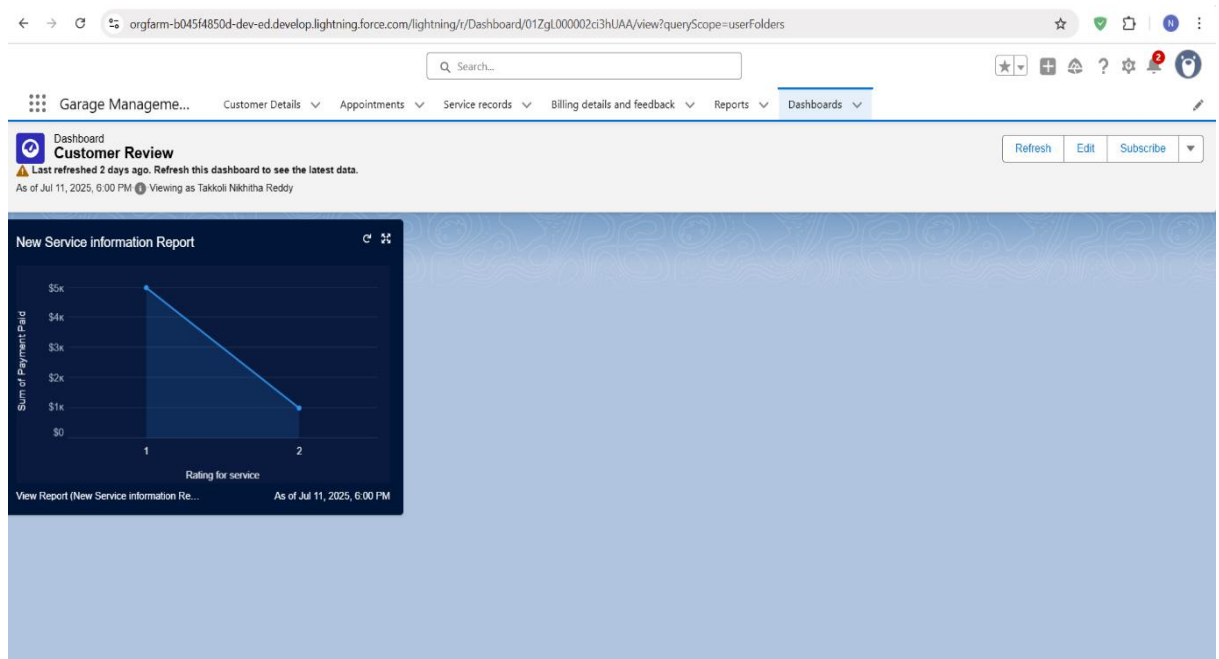 orgfarm-b045f4850d-dev-ed.develop.lightning.force.com/lightning/r/Dashboard/01ZgL000002ci3hUAA/view?queryScope=userFolders
N
Search...
2
Garage Manageme...
Customer Details
Appointments
Service records
Billing details and feedback
Reports
Dashboards
Dashboard
Customer Review
Last refreshed 2 days ago. Refresh this dashboard to see the latest data.
As of Jul 11, 2025, 6:00 PM Viewing as Takkoli Nikhitha Reddy
Refresh
Edit
Subscribe
New Service information Report
Sum of Payment Paid
$5K
$4K
$3K
$2K
$1K
$0
1
2
Rating for service
View Report (New Service information Re...
As of Jul 11, 2025, 6:00 PM